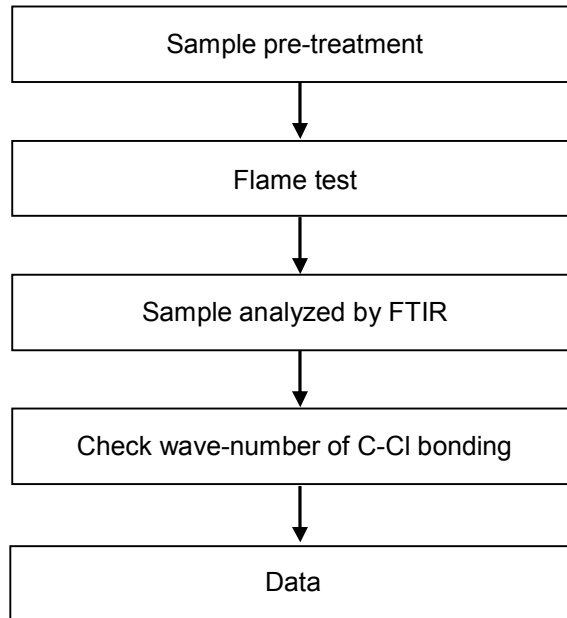 Sample pre-treatment
Flame test
Sample analyzed by FTIR
Check wave-number of C-Cl bonding
Data